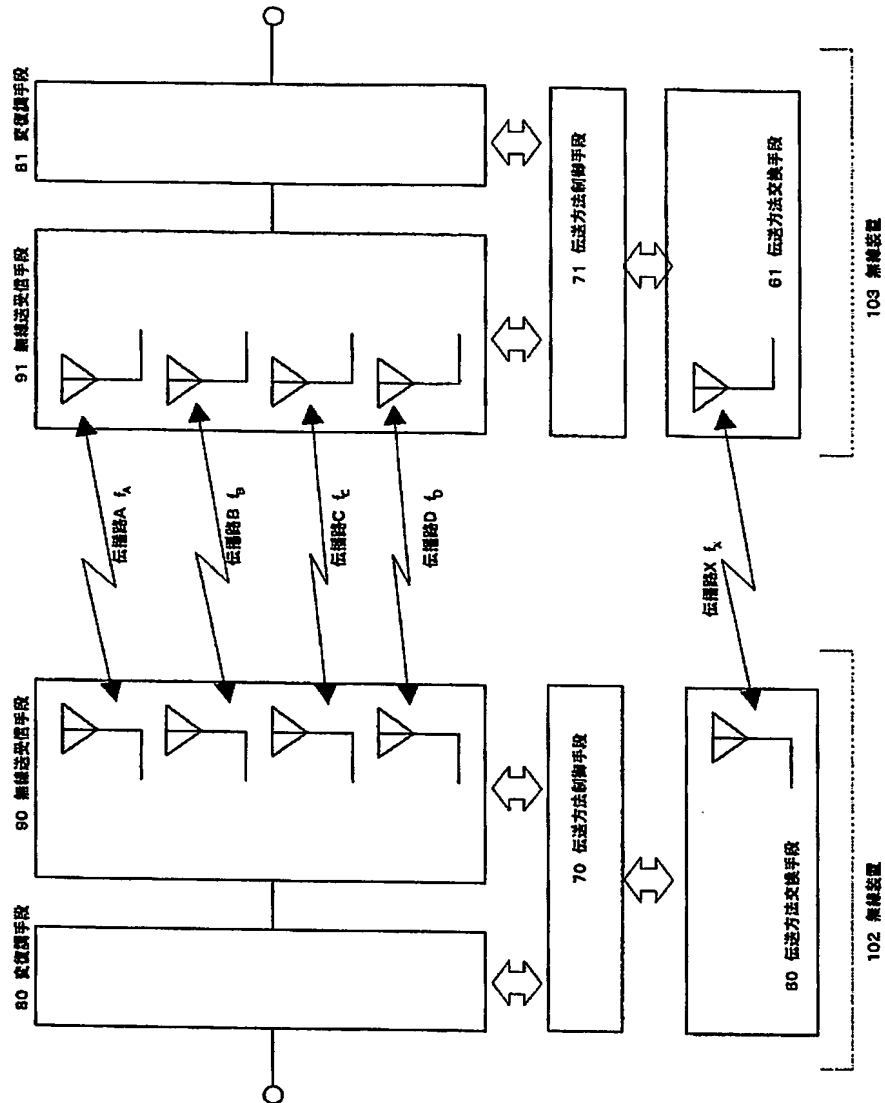 80 変復調手段
90 無線送受信手段
91 無線送受信手段
81 変復調手段
伝播路A fA
伝播路B fB
伝播路C fC
伝播路D fD
70 伝送方法制御手段
71 伝送方法制御手段
伝播路X fX
60 伝送方法交換手段
61 伝送方法交換手段
102 無線装置
103 無線装置